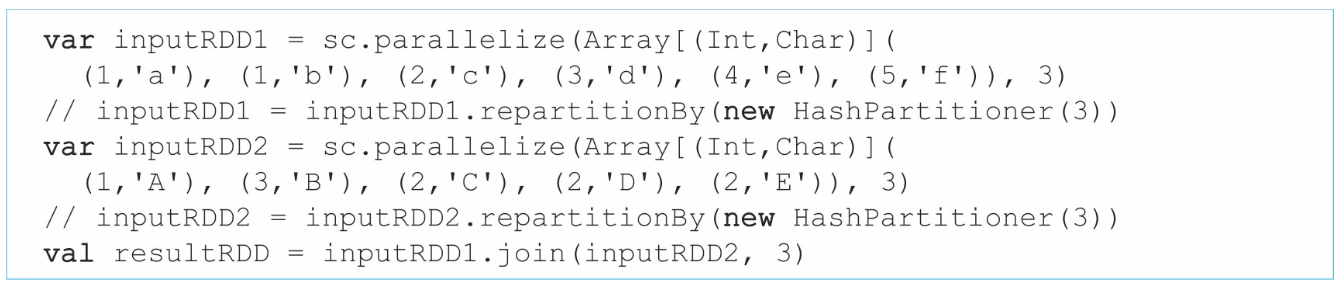 var inputRDD1 = sc.parallelize(Array[(Int,Char)](
(1,'a'), (1,'b'), (2,'c'), (3,'d'), (4,'e'), (5,'f')), 3)
// inputRDD1 = inputRDD1.repartitionBy(new HashPartitioner(3))
var inputRDD2 = sc.parallelize(Array[(Int,Char)](
(1,'A'), (3,'B'), (2,'C'), (2,'D'), (2,'E')), 3)
// inputRDD2 = inputRDD2.repartitionBy(new HashPartitioner(3))
val resultRDD = inputRDD1.join(inputRDD2, 3)